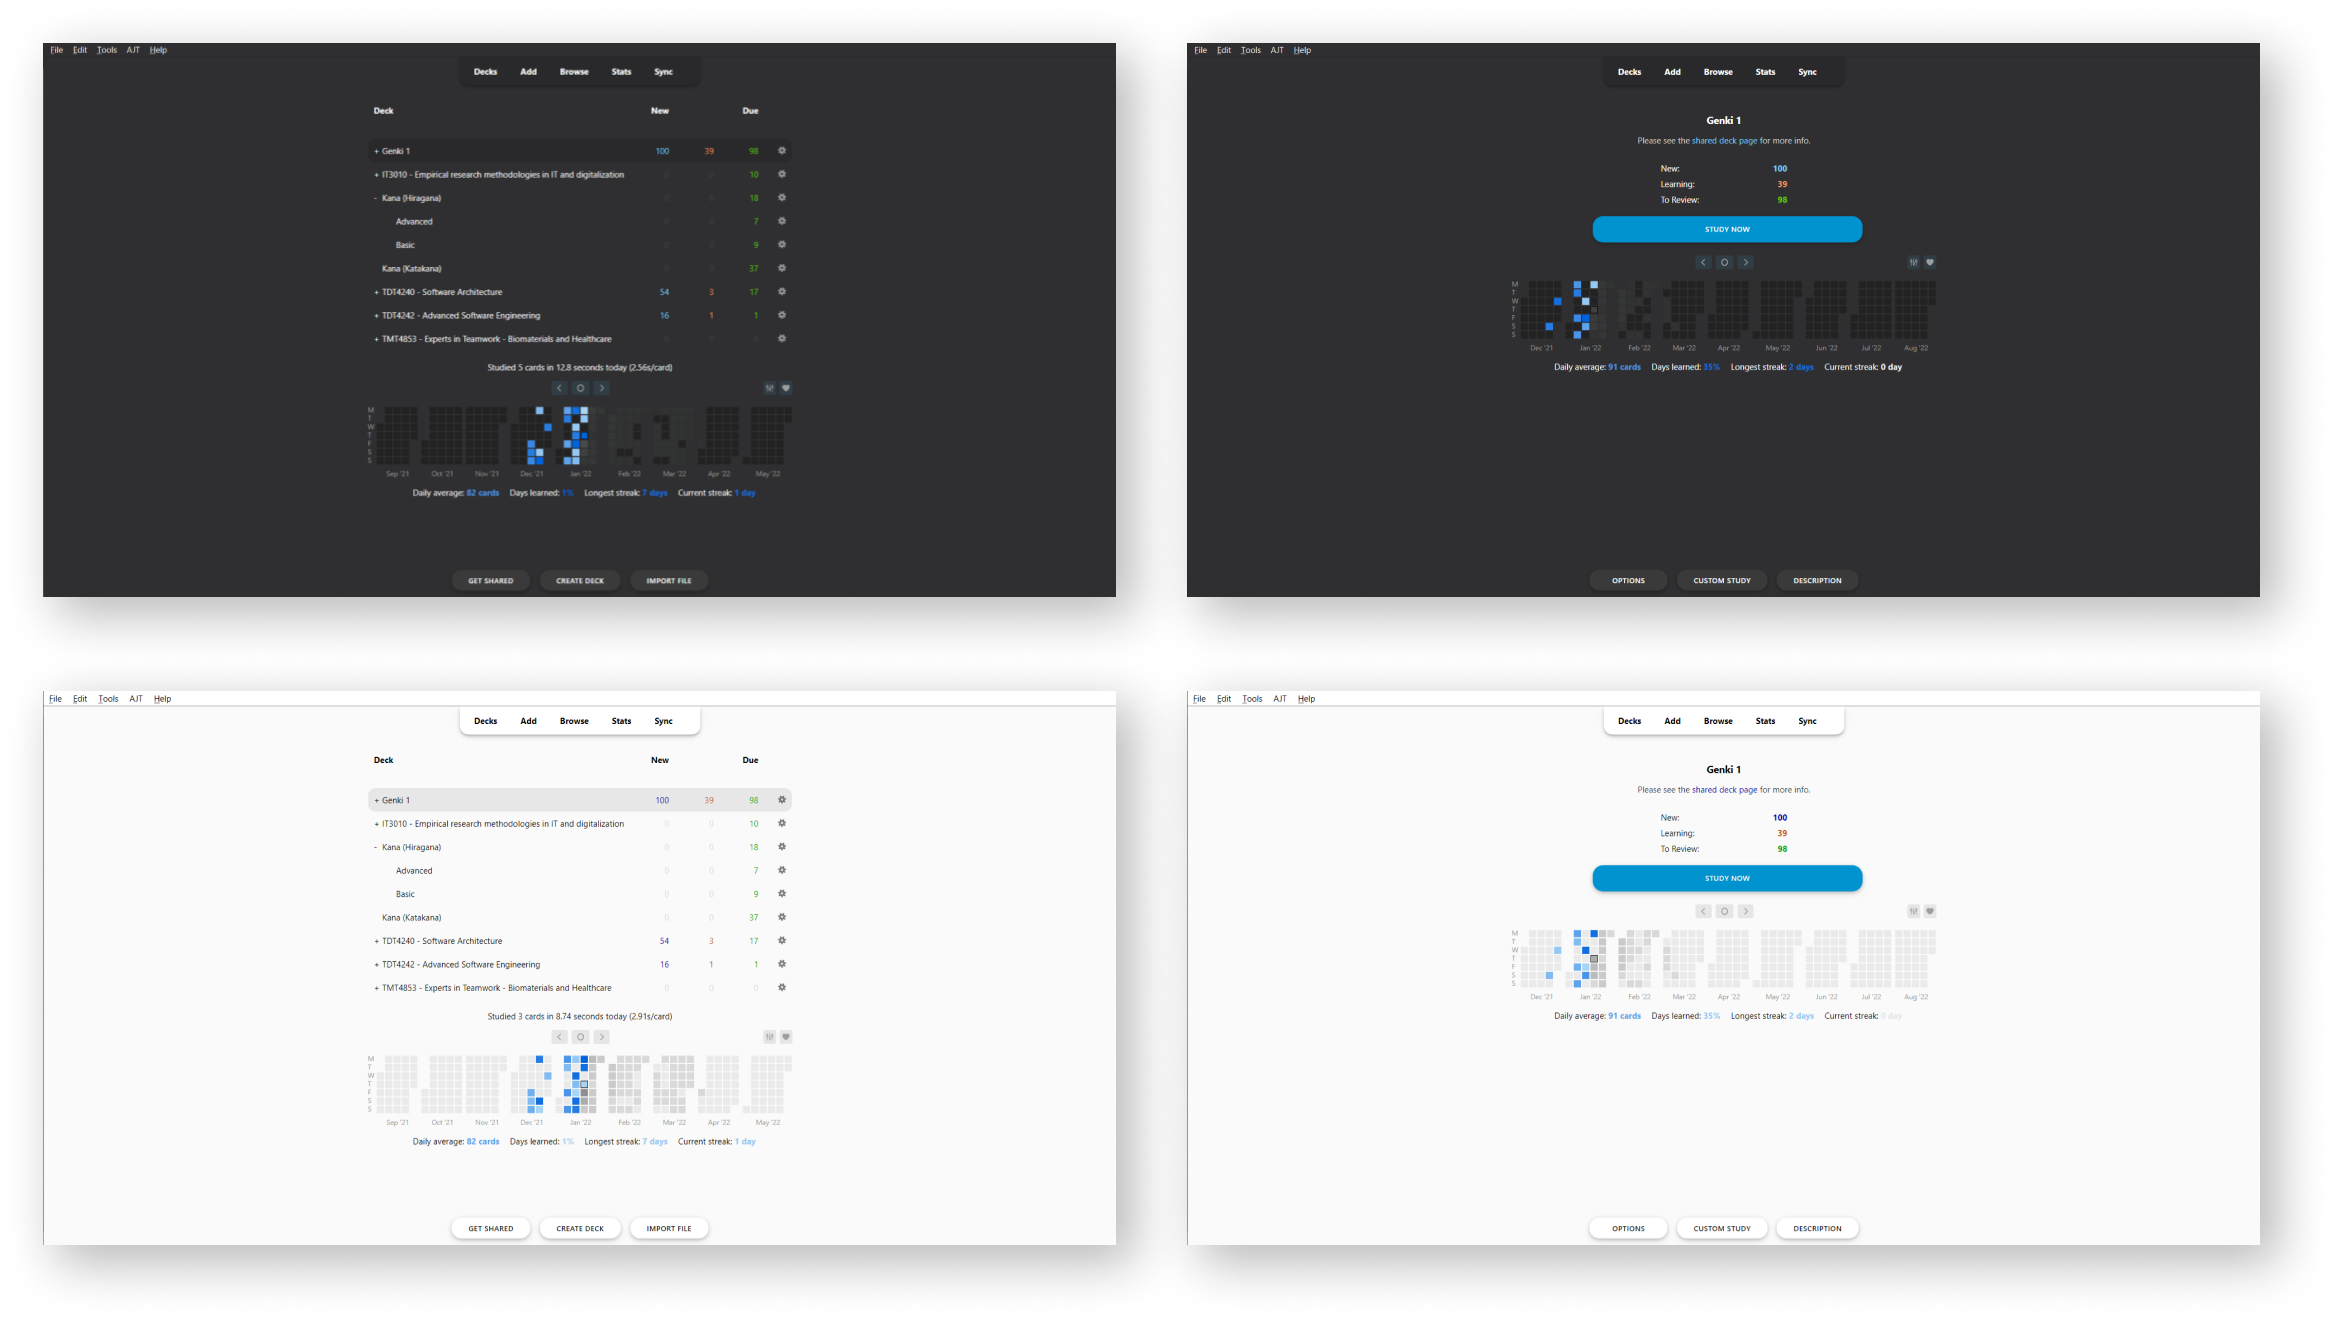 File Edit Tools AJT Help
Decks Add Browse Stats Sync
Deck New Due
+ Genki 1 100 39 98
+ IT3010 - Empirical research methodologies in IT and digitalization 0 0 10
- Kana (Hiragana) 0 0 18
Advanced 0 0 7
Basic 0 0 9
Kana (Katakana) 0 0 37
+ TDT4240 - Software Architecture 54 3 17
+ TDT4242 - Advanced Software Engineering 16 1 1
+ TMT4853 - Experts in Teamwork - Biomaterials and Healthcare 0 0 0
Studied 5 cards in 12.8 seconds today (2.56s/card)
M
T
W
T
F
S
S
Sep '21 Oct '21 Nov '21 Dec '21 Jan '22 Feb '22 Mar '22 Apr '22 May '22
Daily average: 82 cards Days learned: 1% Longest streak: 7 days Current streak: 1 day
GET SHARED CREATE DECK IMPORT FILE
File Edit Tools AJT Help
Decks Add Browse Stats Sync
Genki 1
Please see the shared deck page for more info.
New: 100
Learning: 39
To Review: 98
STUDY NOW
M
T
W
T
F
S
S
Dec '21 Jan '22 Feb '22 Mar '22 Apr '22 May '22 Jun '22 Jul '22 Aug '22
Daily average: 91 cards Days learned: 35% Longest streak: 2 days Current streak: 0 day
OPTIONS CUSTOM STUDY DESCRIPTION
File Edit Tools AJT Help
Decks Add Browse Stats Sync
Deck New Due
+ Genki 1 100 39 98
+ IT3010 - Empirical research methodologies in IT and digitalization 0 0 10
- Kana (Hiragana) 0 0 18
Advanced 0 0 7
Basic 0 0 9
Kana (Katakana) 0 0 37
+ TDT4240 - Software Architecture 54 3 17
+ TDT4242 - Advanced Software Engineering 16 1 1
+ TMT4853 - Experts in Teamwork - Biomaterials and Healthcare 0 0 0
Studied 3 cards in 8.74 seconds today (2.91s/card)
M
T
W
T
F
S
S
Sep '21 Oct '21 Nov '21 Dec '21 Jan '22 Feb '22 Mar '22 Apr '22 May '22
Daily average: 82 cards Days learned: 1% Longest streak: 7 days Current streak: 1 day
GET SHARED CREATE DECK IMPORT FILE
File Edit Tools AJT Help
Decks Add Browse Stats Sync
Genki 1
Please see the shared deck page for more info.
New: 100
Learning: 39
To Review: 98
STUDY NOW
M
T
W
T
F
S
S
Dec '21 Jan '22 Feb '22 Mar '22 Apr '22 May '22 Jun '22 Jul '22 Aug '22
Daily average: 91 cards Days learned: 35% Longest streak: 2 days Current streak: 0 day
OPTIONS CUSTOM STUDY DESCRIPTION